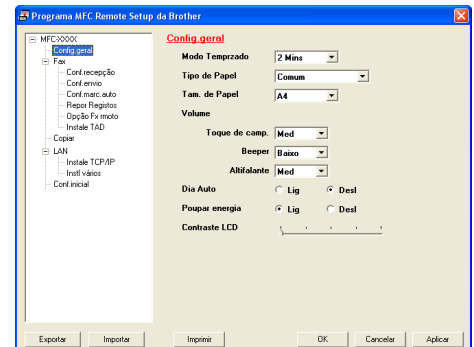 Programa MFC Remote Setup da Brother
MFC-XXXX
Config.geral
Fax
Conf.recepção
Conf.envio
Conf.marc.auto
Repor Registos
Opção Fx rmoto
Instale TAD
Copiar
LAN
Instale TCP/IP
Instl vários
Conf.inicial
Config.geral
Modo Temprzado 2 Mins
Tipo de Papel Comum
Tam. de Papel A4
Volume
Toque de camp. Med
Beeper Baixo
Altifalante Med
Dia Auto Lig Desl
Poupar energia Lig Desl
Contraste LCD
Exportar Importar Imprimir OK Cancelar Aplicar